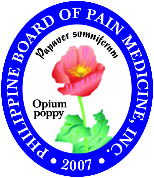 PHILIPPINE BOARD OF PAIN MEDICINE, INC.
Papaver somniferum
Opium
poppy
• 2007 •